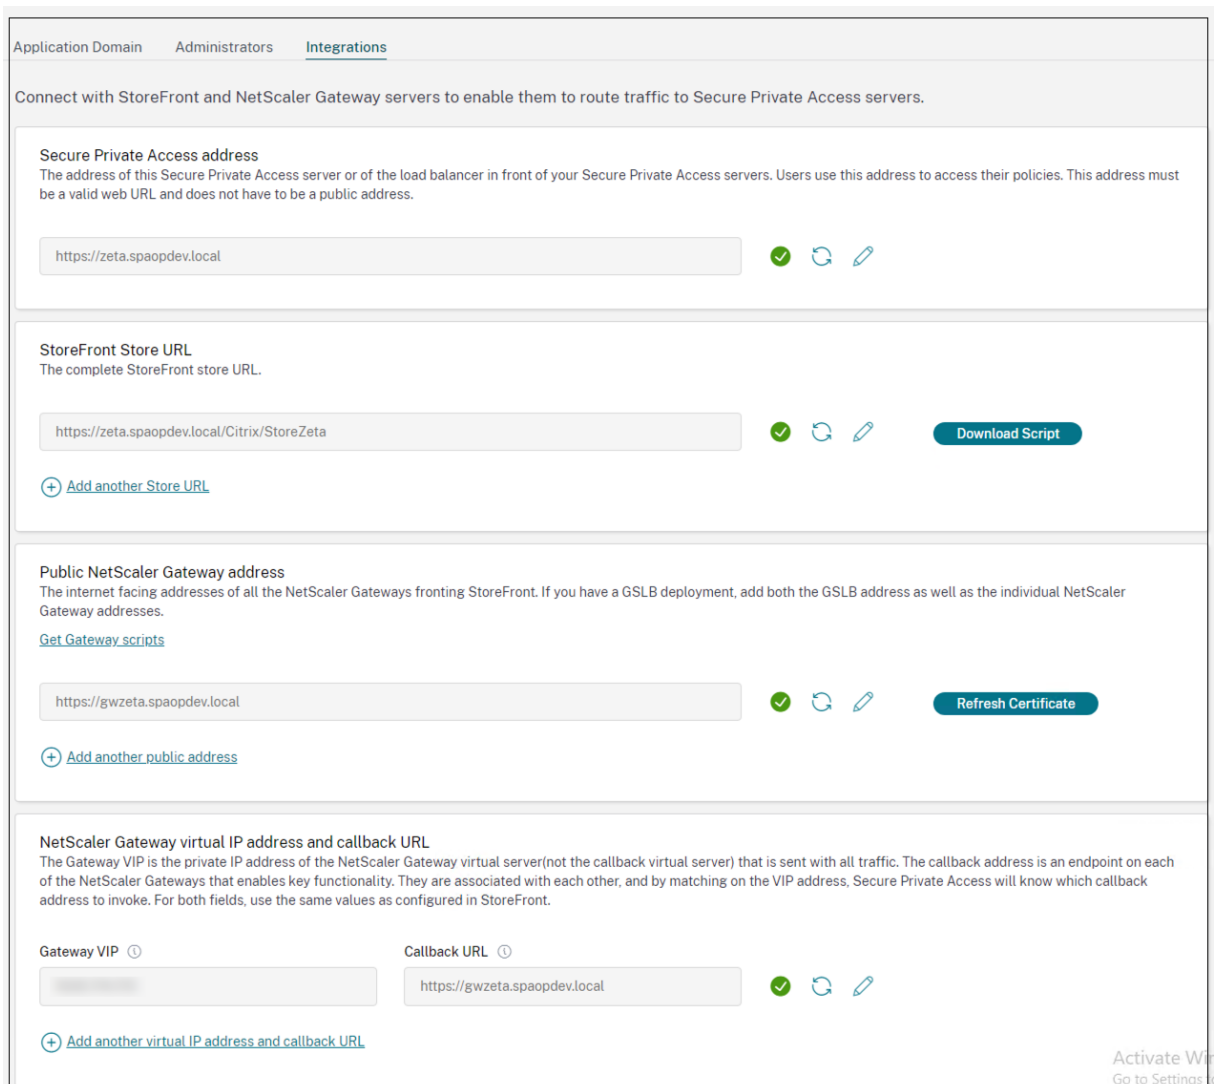 Application Domain Administrators Integrations
Connect with StoreFront and NetScaler Gateway servers to enable them to route traffic to Secure Private Access servers.
Secure Private Access address
The address of this Secure Private Access server or of the load balancer in front of your Secure Private Access servers. Users use this address to access their policies. This address must
be a valid web URL and does not have to be a public address.
https://zeta.spaopdev.local
StoreFront Store URL
The complete StoreFront store URL.
https://zeta.spaopdev.local/Citrix/StoreZeta
Download Script
Add another Store URL
Public NetScaler Gateway address
The internet facing addresses of all the NetScaler Gateways fronting StoreFront. If you have a GSLB deployment, add both the GSLB address as well as the individual NetScaler
Gateway addresses.
Get Gateway scripts
https://gwzeta.spaopdev.local
Refresh Certificate
Add another public address
NetScaler Gateway virtual IP address and callback URL
The Gateway VIP is the private IP address of the NetScaler Gateway virtual server(not the callback virtual server) that is sent with all traffic. The callback address is an endpoint on each
of the NetScaler Gateways that enables key functionality. They are associated with each other, and by matching on the VIP address, Secure Private Access will know which callback
address to invoke. For both fields, use the same values as configured in StoreFront.
Gateway VIP Callback URL
https://gwzeta.spaopdev.local
Add another virtual IP address and callback URL
Activate
Go to Settings